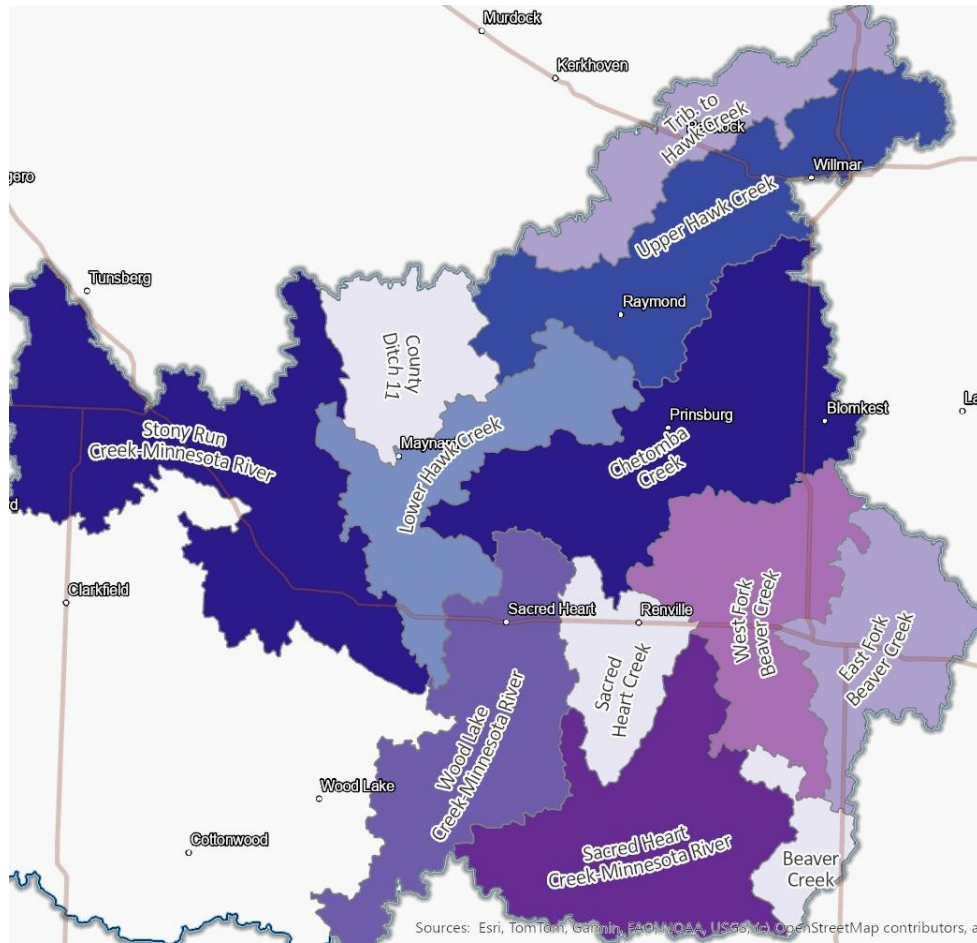 Murdock
Kerkhoven
Trib. to
Hawk Creek
Willmar
Upper Hawk Creek
Tunsberg
Raymond
County
Ditch 11
Prinsburg
Blomkest
Stony Run
Creek-Minnesota River
Lower Hawk Creek
Chetomba
Creek
Clarkfield
Sacred Heart
Renville
West Fork
Beaver Creek
East Fork
Beaver Creek
Sacred
Heart Creek
Wood Lake
Creek-Minnesota River
Wood Lake
Cottonwood
Sacred Heart
Creek-Minnesota River
Beaver
Creek
Sources: Esri, TomTom, Garmin, FAO, NOAA, USGS, (c) OpenStreetMap contributors,